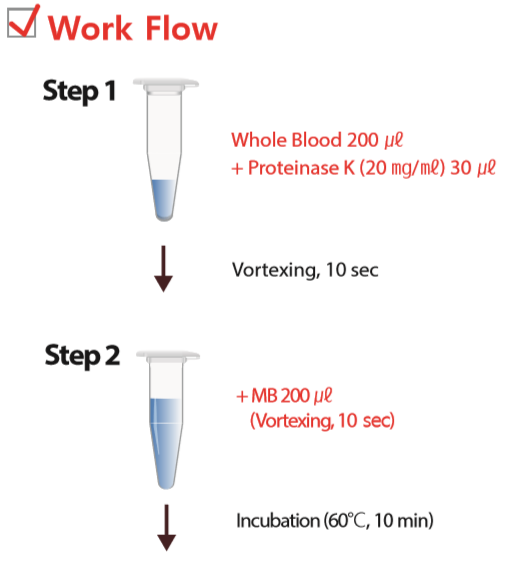 Work Flow
Step 1
Whole Blood 200 ㎕
+ Proteinase K (20 ㎎/㎖) 30 ㎕
Vortexing, 10 sec
Step 2
+ MB 200 ㎕
(Vortexing, 10 sec)
Incubation (60℃, 10 min)